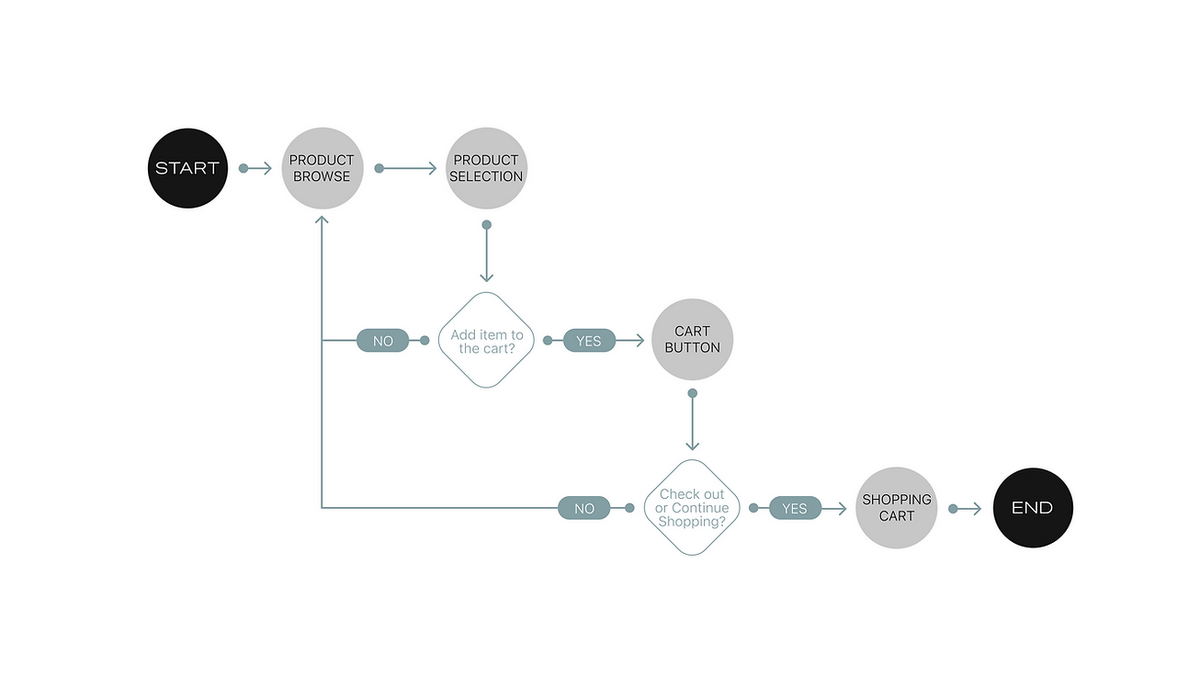 START
PRODUCT
BROWSE
PRODUCT
SELECTION
NO
Add item to
the cart?
YES
CART
BUTTON
NO
Check out
or Continue
Shopping?
YES
SHOPPING
CART
END